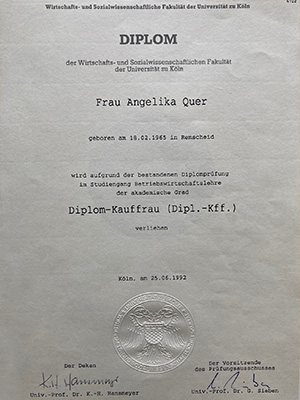 Wirtschafts- und Sozialwissenschaftliche Fakultät der Universität zu Köln
DIPLOM
der Wirtschafts- und Sozialwissenschaftlichen Fakultät
der Universität zu Köln
Frau Angelika Quer
geboren am 18.02.1965 in Remscheid
wird aufgrund der bestandenen Diplomprüfung
im Studiengang Betriebswirtschaftslehre
der akademische Grad
Diplom-Kauffrau (Dipl.-Kff.)
verliehen
Köln, am 25.06.1992
Der Dekan
Univ.-Prof. Dr. K.-H. Hansmeyer
Der Vorsitzende
des Prüfungsausschusses
Univ.-Prof. Dr. G. Sieben